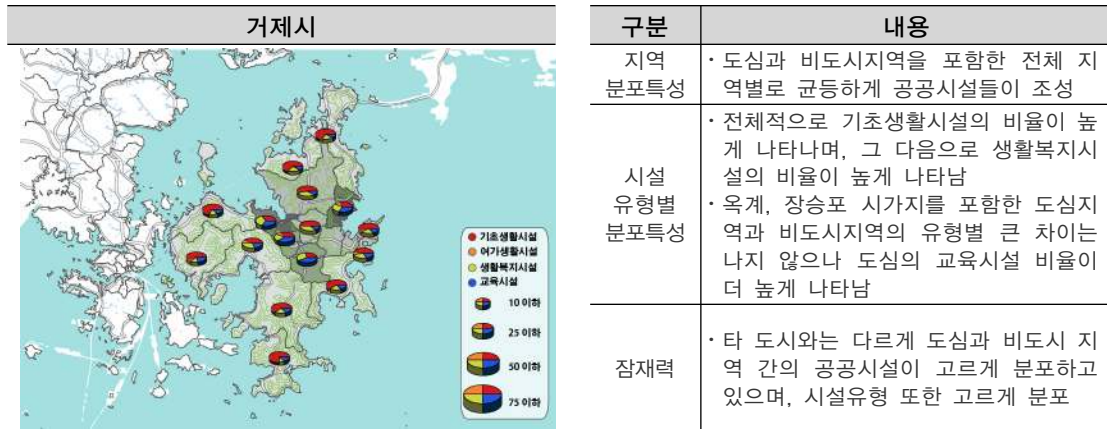 거제시
기초생활시설
여가생활시설
생활복지시설
교육시설
10 이하
25 이하
50 이하
75 이하
구분 내용
지역
분포특성
· 도심과 비도시지역을 포함한 전체 지
역별로 균등하게 공공시설들이 조성
시설
유형별
분포특성
· 전체적으로 기초생활시설의 비율이 높
게 나타나며, 그 다음으로 생활복지시
설의 비율이 높게 나타남
· 옥계, 장승포 시가지를 포함한 도심지
역과 비도시지역의 유형별 큰 차이는
나지 않으나 도심의 교육시설 비율이
더 높게 나타남
잠재력
· 타 도시와는 다르게 도심과 비도시 지
역 간의 공공시설이 고르게 분포하고
있으며, 시설유형 또한 고르게 분포